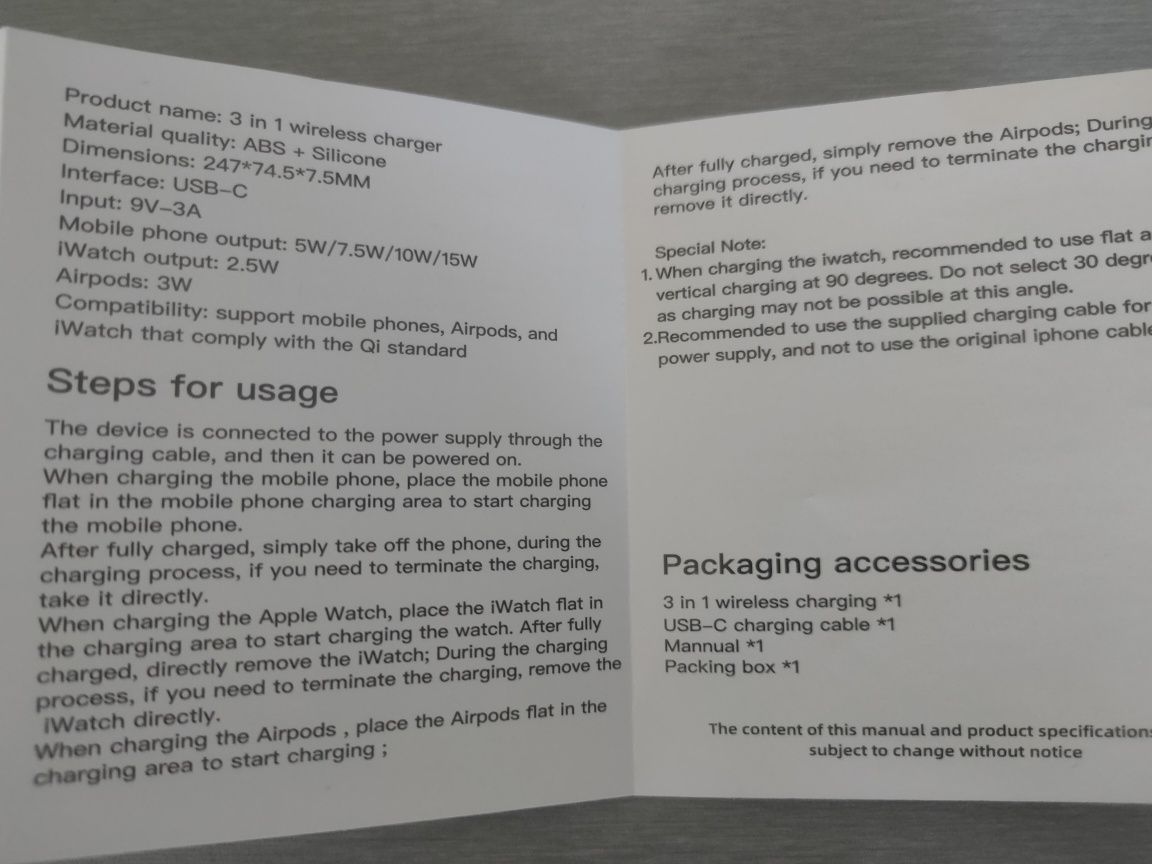 Product name: 3 in 1 wireless charger
Material quality: ABS + Silicone
Dimensions: 247*74.5*7.5MM
Interface: USB-C
Input: 9V-3A
Mobile phone output: 5W/7.5W/10W/15W
iWatch output: 2.5W
Airpods: 3W
Compatibility: support mobile phones, Airpods, and
iWatch that comply with the Qi standard
Steps for usage
The device is connected to the power supply through the
charging cable, and then it can be powered on.
When charging the mobile phone, place the mobile phone
flat in the mobile phone charging area to start charging
the mobile phone.
After fully charged, simply take off the phone, during the
charging process, if you need to terminate the charging,
take it directly.
When charging the Apple Watch, place the iWatch flat in
the charging area to start charging the watch. After fully
charged, directly remove the iWatch; During the charging
process, if you need to terminate the charging, remove the
iWatch directly.
When charging the Airpods , place the Airpods flat in the
charging area to start charging ;
After fully charged, simply remove the Airpods; During
charging process, if you need to terminate the
remove it directly.
Special Note:
1.When charging the iwatch, recommended to use flat
vertical charging at 90 degrees. Do not select 30
as charging may not be possible at this angle.
2.Recommended to use the supplied charging cable for
power supply, and not to use the original iphone
Packaging accessories
3 in 1 wireless charging *1
USB-C charging cable *1
Mannual *1
Packing box *1
The content of this manual and product specifications
subject to change without notice